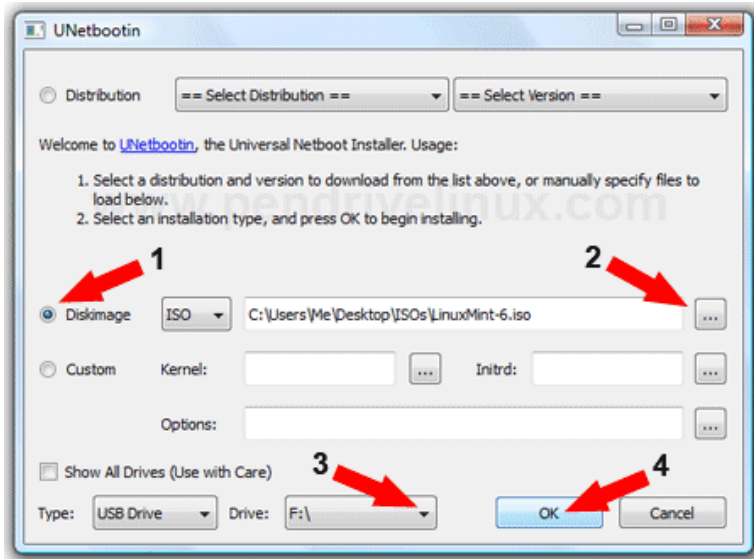 UNetbootin
Distribution == Select Distribution == == Select Version ==
Welcome to UNetbootin, the Universal Netboot Installer. Usage:
1. Select a distribution and version to download from the list above, or manually specify files to
load below.
2. Select an installation type, and press OK to begin installing.
www.pendrivelinux.com
1
2
Diskimage ISO C:\Users\Me\Desktop\ISOs\LinuxMint-6.iso ...
Custom Kernel: ... Initrd: ...
Options: ...
Show All Drives (Use with Care)
3
4
Type: USB Drive Drive: F:\ OK Cancel